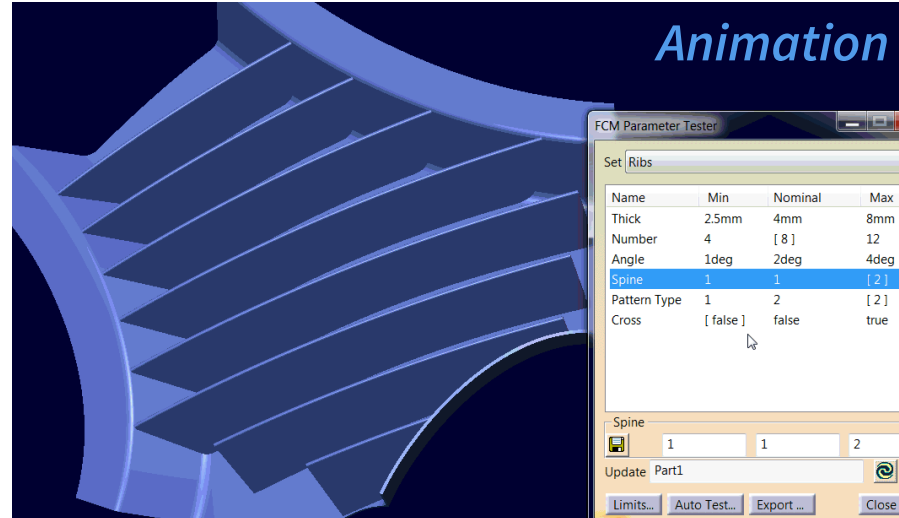 Animation
FCM Parameter Tester
Set Ribs
Name Min Nominal Max
Thick 2.5mm 4mm 8mm
Number 4 [ 8 ] 12
Angle 1deg 2deg 4deg
Spine 1 1 [ 2 ]
Pattern Type 1 2 [ 2 ]
Cross [ false ] false true
Spine
1 1 2
Update Part1
Limits... Auto Test... Export ... Close